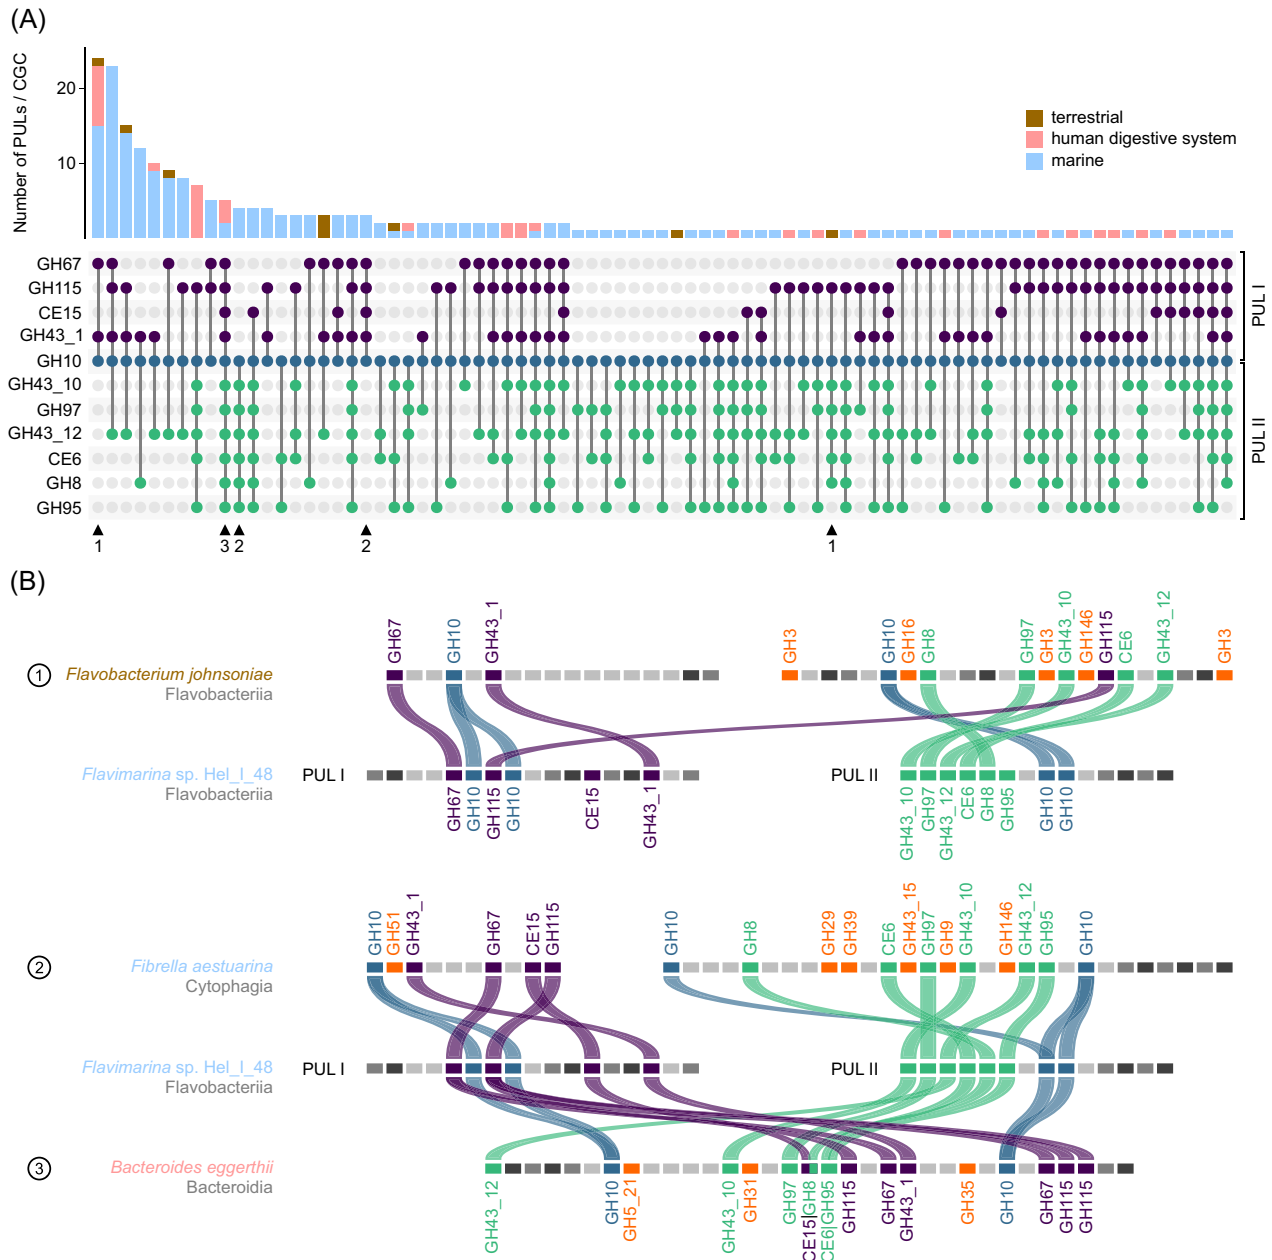 (A)
Number of PULs / CGC
20
10
terrestrial
human digestive system
marine
GH67
GH115
CE15
GH43_1
GH10
GH43_10
GH97
GH43_12
CE6
GH8
GH95
PUL I
PUL II
1 3 2 2 1
(B)
GH67 GH10 GH43_1 GH3 GH10 GH16 GH8 GH97 GH3 GH43_10 GH146 GH115 CE6 GH43_12 GH3
1 Flavobacterium johnsoniae
Flavobacteriia
Flavimarina sp. Hel_I_48 PUL I PUL II
Flavobacteriia
GH67 GH10 GH115 GH10 CE15 GH43_1 GH43_10 GH97 GH43_12 CE6 GH8 GH95 GH10 GH10
GH10 GH51 GH43_1 GH67 CE15 GH115 GH10 GH8 GH29 GH39 CE6 GH43_15 GH97 GH9 GH43_10 GH146 GH43_12 GH95 GH10
2 Fibrella aestuarina
Cytophagia
Flavimarina sp. Hel_I_48 PUL I PUL II
Flavobacteriia
3 Bacteroides eggerthii
Bacteroidia
GH43_12 GH10 GH5_21 GH43_10 GH31 GH97 CE15|GH8 CE6|GH95 GH115 GH67 GH43_1 GH35 GH10 GH67 GH115 GH115